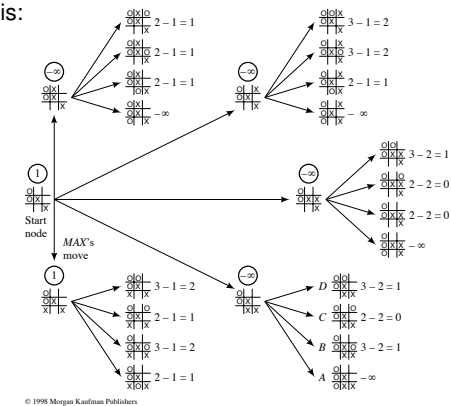 is:
2 – 1 = 1
2 – 1 = 1
2 – 1 = 1
– ∞
–∞
3 – 1 = 2
3 – 1 = 2
2 – 1 = 1
– ∞
–∞
1
Start
node
MAX's
move
–∞
3 – 2 = 1
2 – 2 = 0
2 – 2 = 0
– ∞
1
3 – 1 = 2
2 – 1 = 1
3 – 1 = 2
2 – 1 = 1
–∞
D 3 – 2 = 1
C 2 – 2 = 0
B 3 – 2 = 1
A –∞
© 1998 Morgan Kaufman Publishers